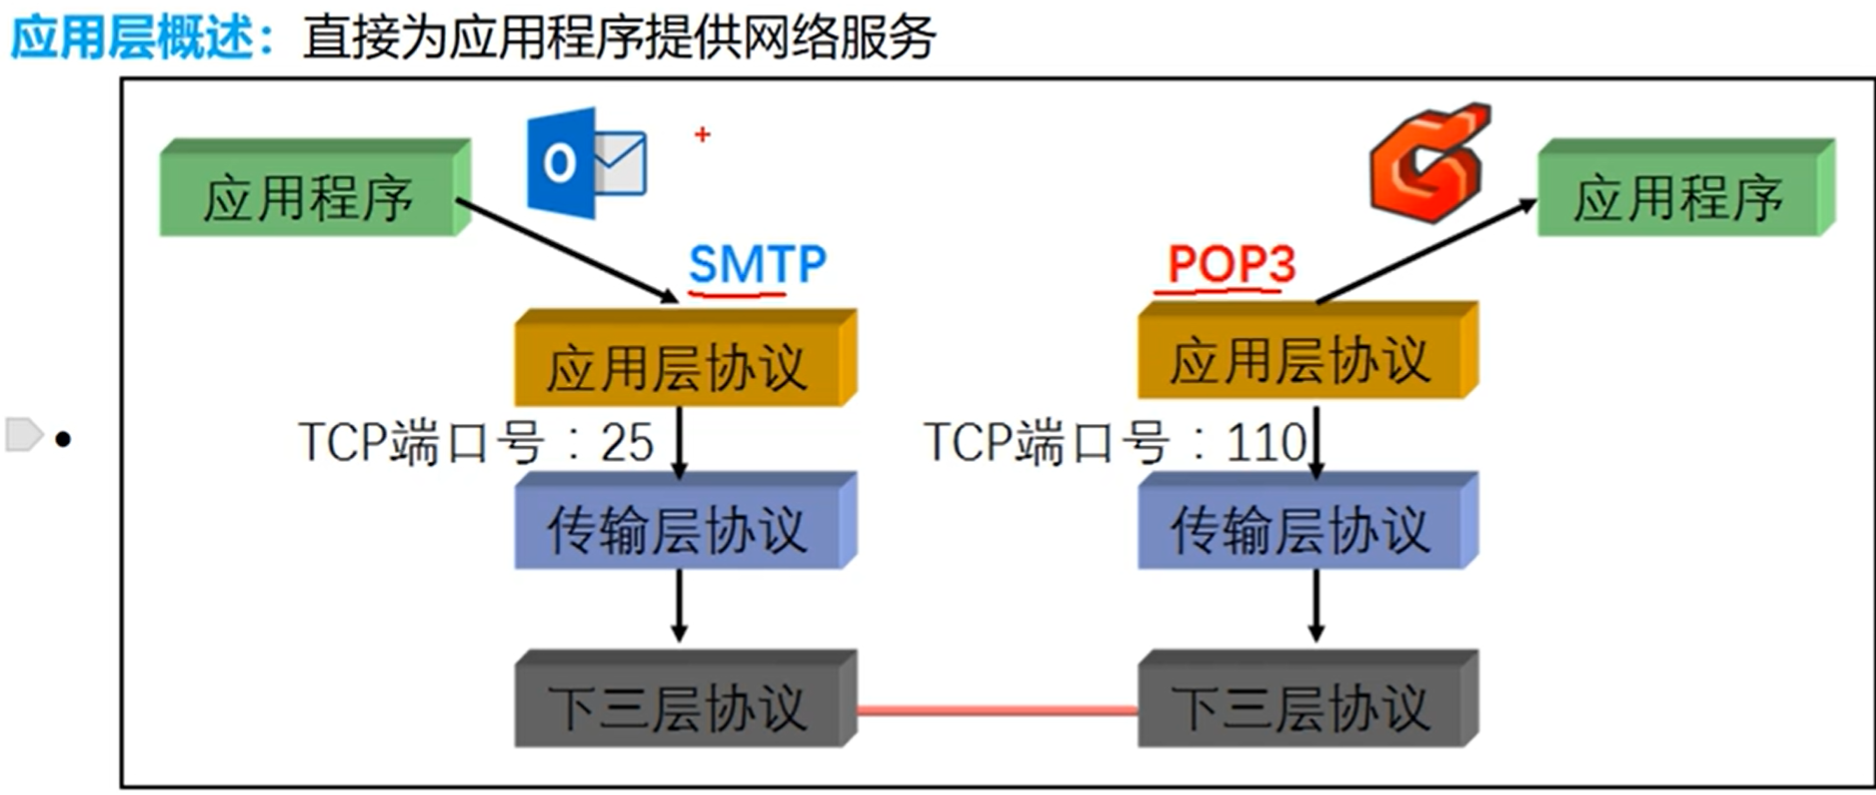 应用层概述：直接为应用程序提供网络服务
应用程序
O
应用程序
SMTP
POP3
应用层协议
应用层协议
TCP端口号：25
TCP端口号：110
传输层协议
传输层协议
下三层协议
下三层协议